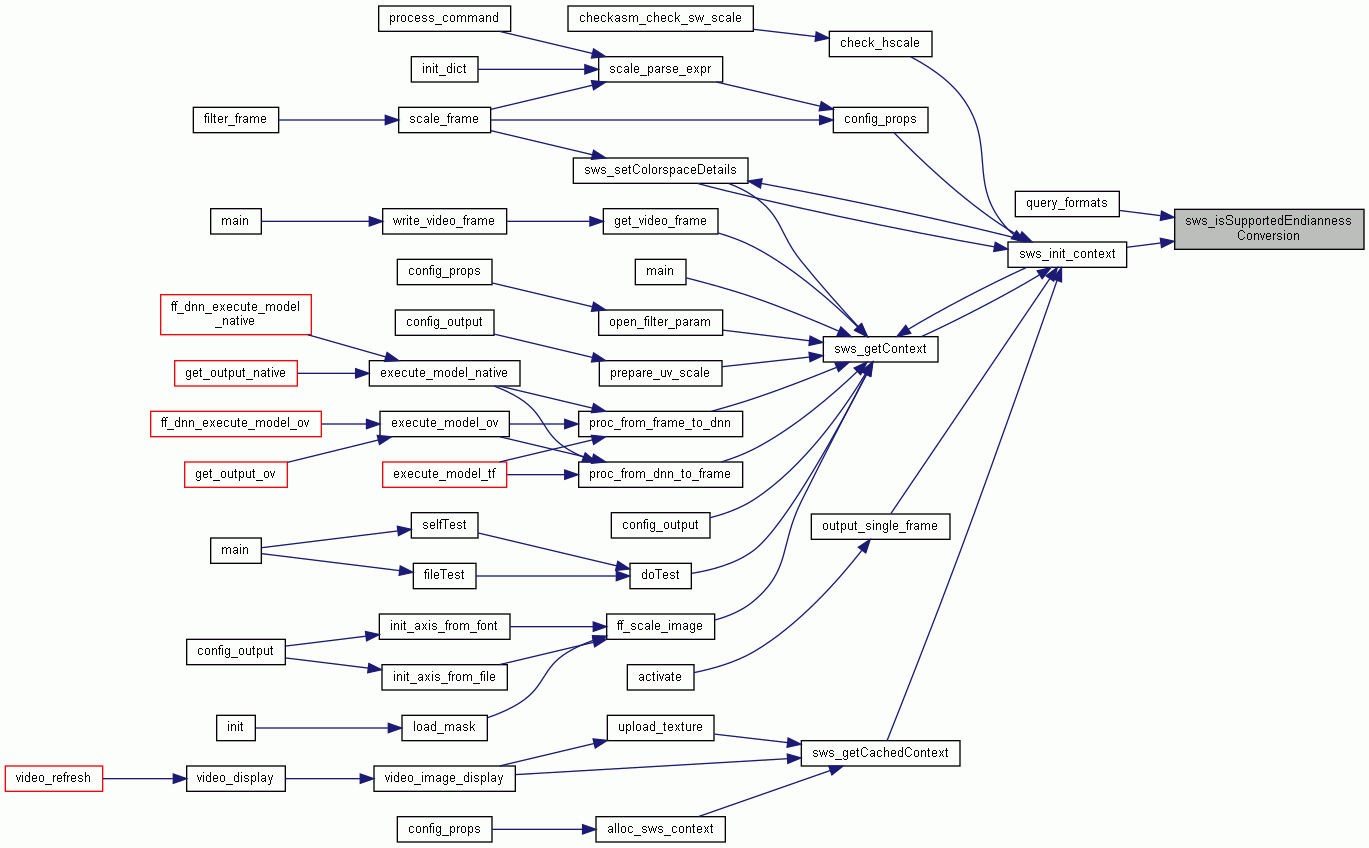 process_command
checkasm_check_sw_scale
check_hscale
init_dict
scale_parse_expr
filter_frame
scale_frame
config_props
sws_setColorspaceDetails
query_formats
sws_isSupportedEndianness
Conversion
main
write_video_frame
get_video_frame
sws_init_context
config_props
main
ff_dnn_execute_model
_native
config_output
open_filter_param
sws_getContext
get_output_native
execute_model_native
prepare_uv_scale
ff_dnn_execute_model_ov
execute_model_ov
proc_from_frame_to_dnn
get_output_ov
execute_model_tf
proc_from_dnn_to_frame
selfTest
config_output
output_single_frame
main
fileTest
doTest
init_axis_from_font
ff_scale_image
config_output
init_axis_from_file
activate
init
load_mask
upload_texture
sws_getCachedContext
video_refresh
video_display
video_image_display
config_props
alloc_sws_context